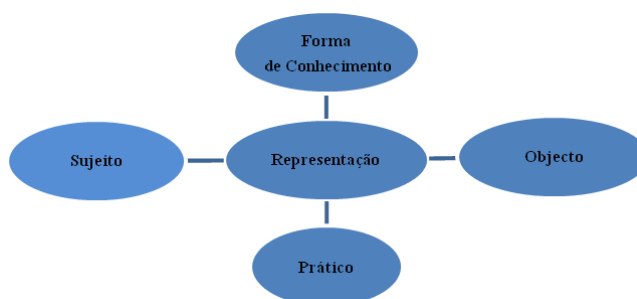 Forma
de Conhecimento
Sujeito
Representação
Objecto
Prático